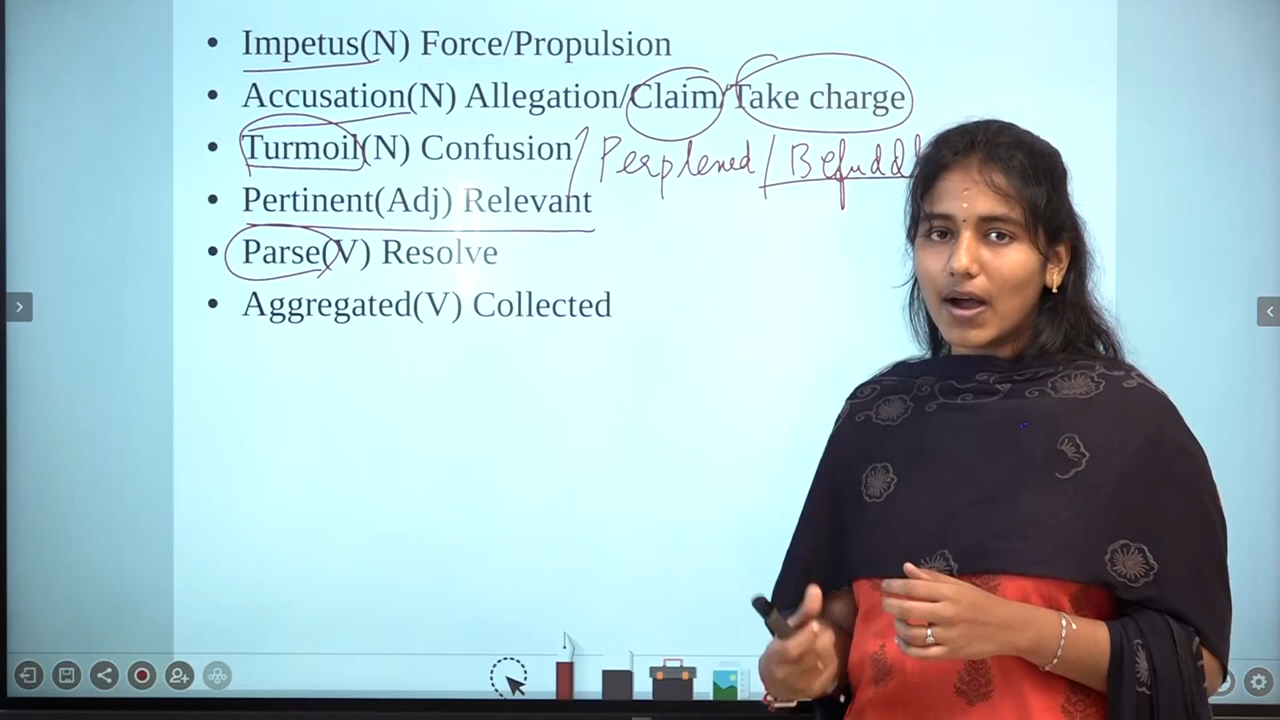 • Impetus(N) Force/Propulsion
• Accusation(N) Allegation/Claim/Take charge
• Turmoil(N) Confusion / Perplexed / Befuddl
• Pertinent(Adj) Relevant
• Parse(V) Resolve
• Aggregated(V) Collected